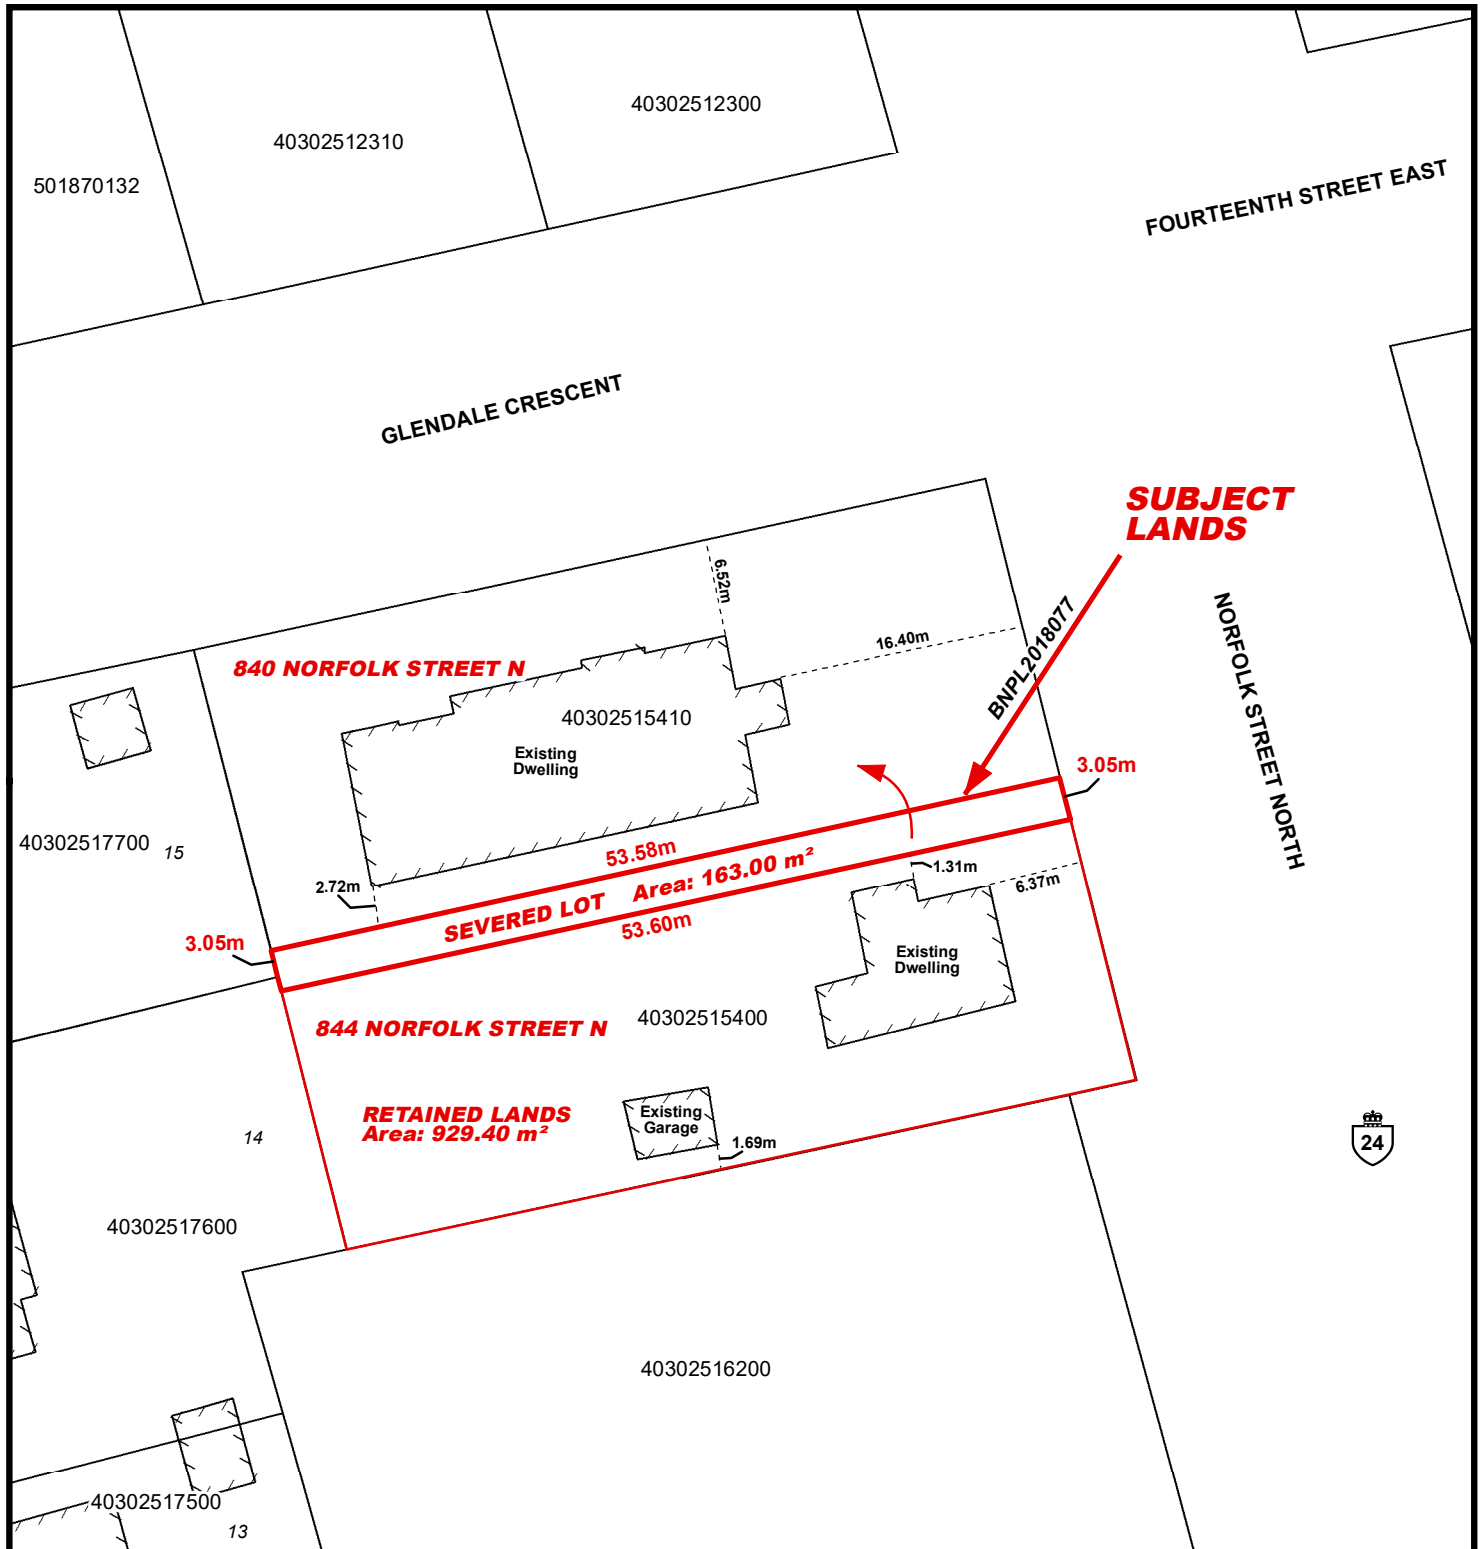 40302512300
40302512310
501870132
FOURTEENTH STREET EAST
GLENDALE CRESCENT
SUBJECT
LANDS
6.52m
16.40m
BNPL2018077
NORFOLK STREET NORTH
840 NORFOLK STREET N
40302515410
Existing
Dwelling
3.05m
40302517700
15
53.58m
Area: 163.00 m²
SEVERED LOT
53.60m
2.72m
1.31m
6.37m
3.05m
Existing
Dwelling
844 NORFOLK STREET N
40302515400
RETAINED LANDS
Area: 929.40 m²
Existing
Garage
1.69m
14
24
40302517600
40302516200
40302517500
13